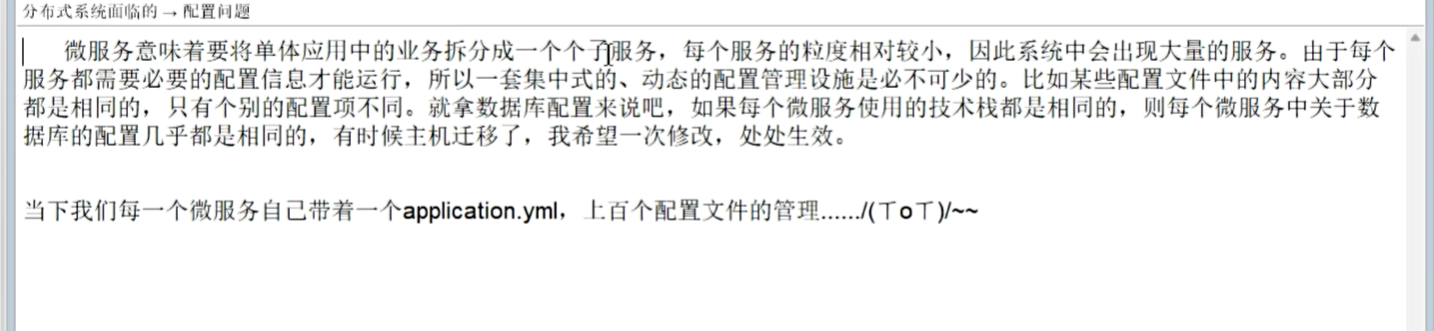 分布式系统面临的 → 配置问题
微服务意味着要将单体应用中的业务拆分成一个个子服务，每个服务的粒度相对较小，因此系统中会出现大量的服务。由于每个
服务都需要必要的配置信息才能运行，所以一套集中式的、动态的配置管理设施是必不可少的。比如某些配置文件中的内容大部分
都是相同的，只有个别的配置项不同。就拿数据库配置来说吧，如果每个微服务使用的技术栈都是相同的，则每个微服务中关于数
据库的配置几乎都是相同的，有时候主机迁移了，我希望一次修改，处处生效。
当下我们每一个微服务自己带着一个application.yml，上百个配置文件的管理....../(ㄒoㄒ)/~~